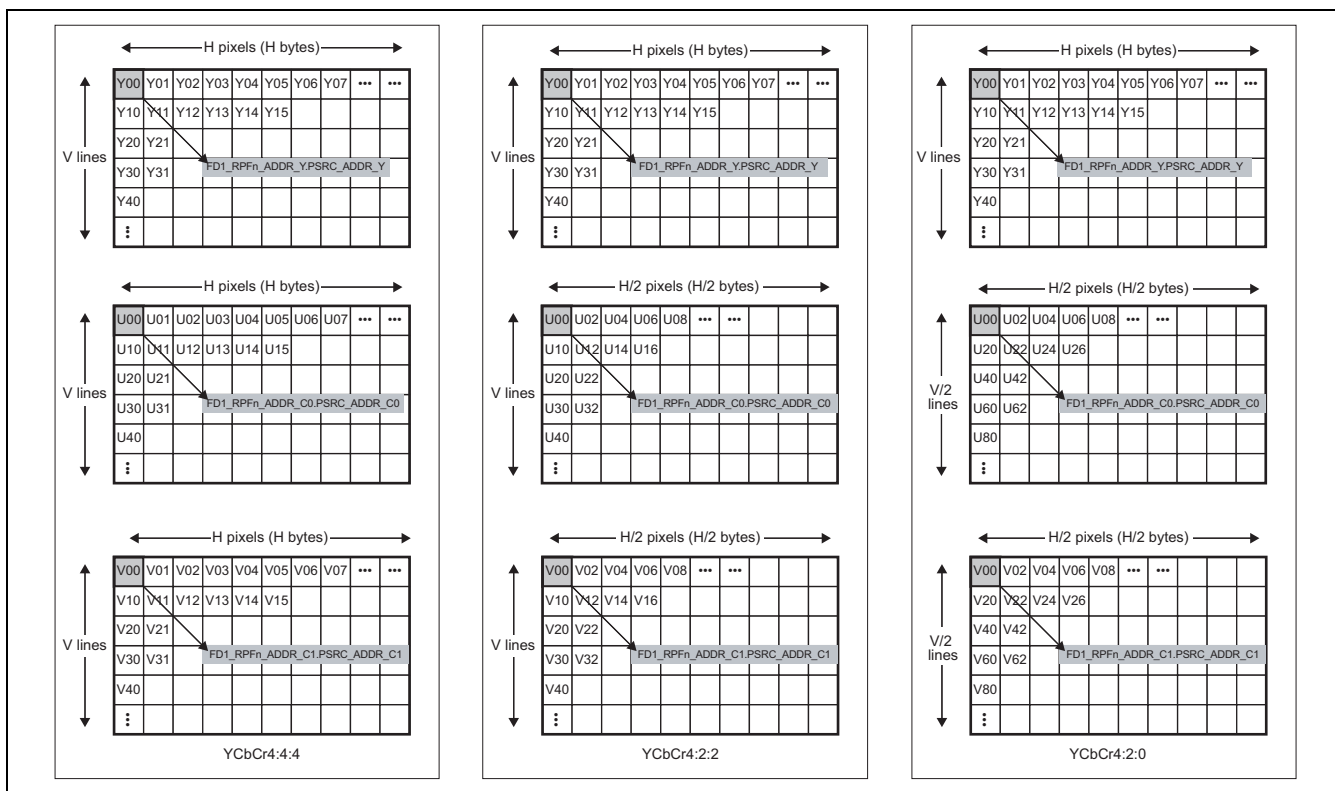 H pixels (H bytes)
V lines
Y00 Y01 Y02 Y03 Y04 Y05 Y06 Y07 ••• •••
Y10 Y11 Y12 Y13 Y14 Y15
Y20 Y21
Y30 Y31
Y40
⋮
FD1_RPFn_ADDR_Y.PSRC_ADDR_Y
H pixels (H bytes)
V lines
U00 U01 U02 U03 U04 U05 U06 U07 ••• •••
U10 U11 U12 U13 U14 U15
U20 U21
U30 U31
U40
⋮
FD1_RPFn_ADDR_C0.PSRC_ADDR_C0
H pixels (H bytes)
V lines
V00 V01 V02 V03 V04 V05 V06 V07 ••• •••
V10 V11 V12 V13 V14 V15
V20 V21
V30 V31
V40
⋮
FD1_RPFn_ADDR_C1.PSRC_ADDR_C1
YCbCr4:4:4
H pixels (H bytes)
V lines
Y00 Y01 Y02 Y03 Y04 Y05 Y06 Y07 ••• •••
Y10 Y11 Y12 Y13 Y14 Y15
Y20 Y21
Y30 Y31
Y40
⋮
FD1_RPFn_ADDR_Y.PSRC_ADDR_Y
H/2 pixels (H/2 bytes)
V lines
U00 U02 U04 U06 U08 ••• •••
U10 U12 U14 U16
U20 U22
U30 U32
U40
⋮
FD1_RPFn_ADDR_C0.PSRC_ADDR_C0
H/2 pixels (H/2 bytes)
V lines
V00 V02 V04 V06 V08 ••• •••
V10 V12 V14 V16
V20 V22
V30 V32
V40
⋮
FD1_RPFn_ADDR_C1.PSRC_ADDR_C1
YCbCr4:2:2
H pixels (H bytes)
V lines
Y00 Y01 Y02 Y03 Y04 Y05 Y06 Y07 ••• •••
Y10 Y11 Y12 Y13 Y14 Y15
Y20 Y21
Y30 Y31
Y40
⋮
FD1_RPFn_ADDR_Y.PSRC_ADDR_Y
H/2 pixels (H/2 bytes)
V/2
lines
U00 U02 U04 U06 U08 ••• •••
U20 U22 U24 U26
U40 U42
U60 U62
U80
⋮
FD1_RPFn_ADDR_C0.PSRC_ADDR_C0
H/2 pixels (H/2 bytes)
V/2
lines
V00 V02 V04 V06 V08 ••• •••
V20 V22 V24 V26
V40 V42
V60 V62
V80
⋮
FD1_RPFn_ADDR_C1.PSRC_ADDR_C1
YCbCr4:2:0